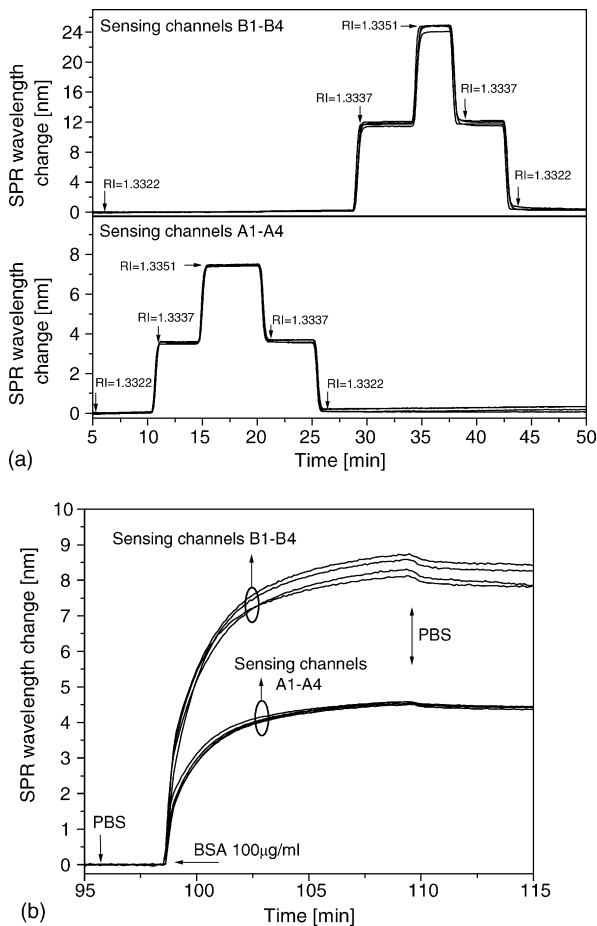 Sensing channels B1-B4
RI=1.3351
RI=1.3337
RI=1.3337
RI=1.3322
RI=1.3322
24
20
16
12
8
4
0
SPR wavelength
change [nm]
Sensing channels A1-A4
RI=1.3351
RI=1.3337
RI=1.3337
RI=1.3322
RI=1.3322
8
6
4
2
0
SPR wavelength
change [nm]
5 10 15 20 25 30 35 40 45 50
Time [min]
(a)
10
9
8
7
6
5
4
3
2
1
0
SPR wavelength change [nm]
Sensing channels B1-B4
PBS
Sensing channels
A1-A4
PBS
BSA 100μg/ml
95 100 105 110 115
Time [min]
(b)